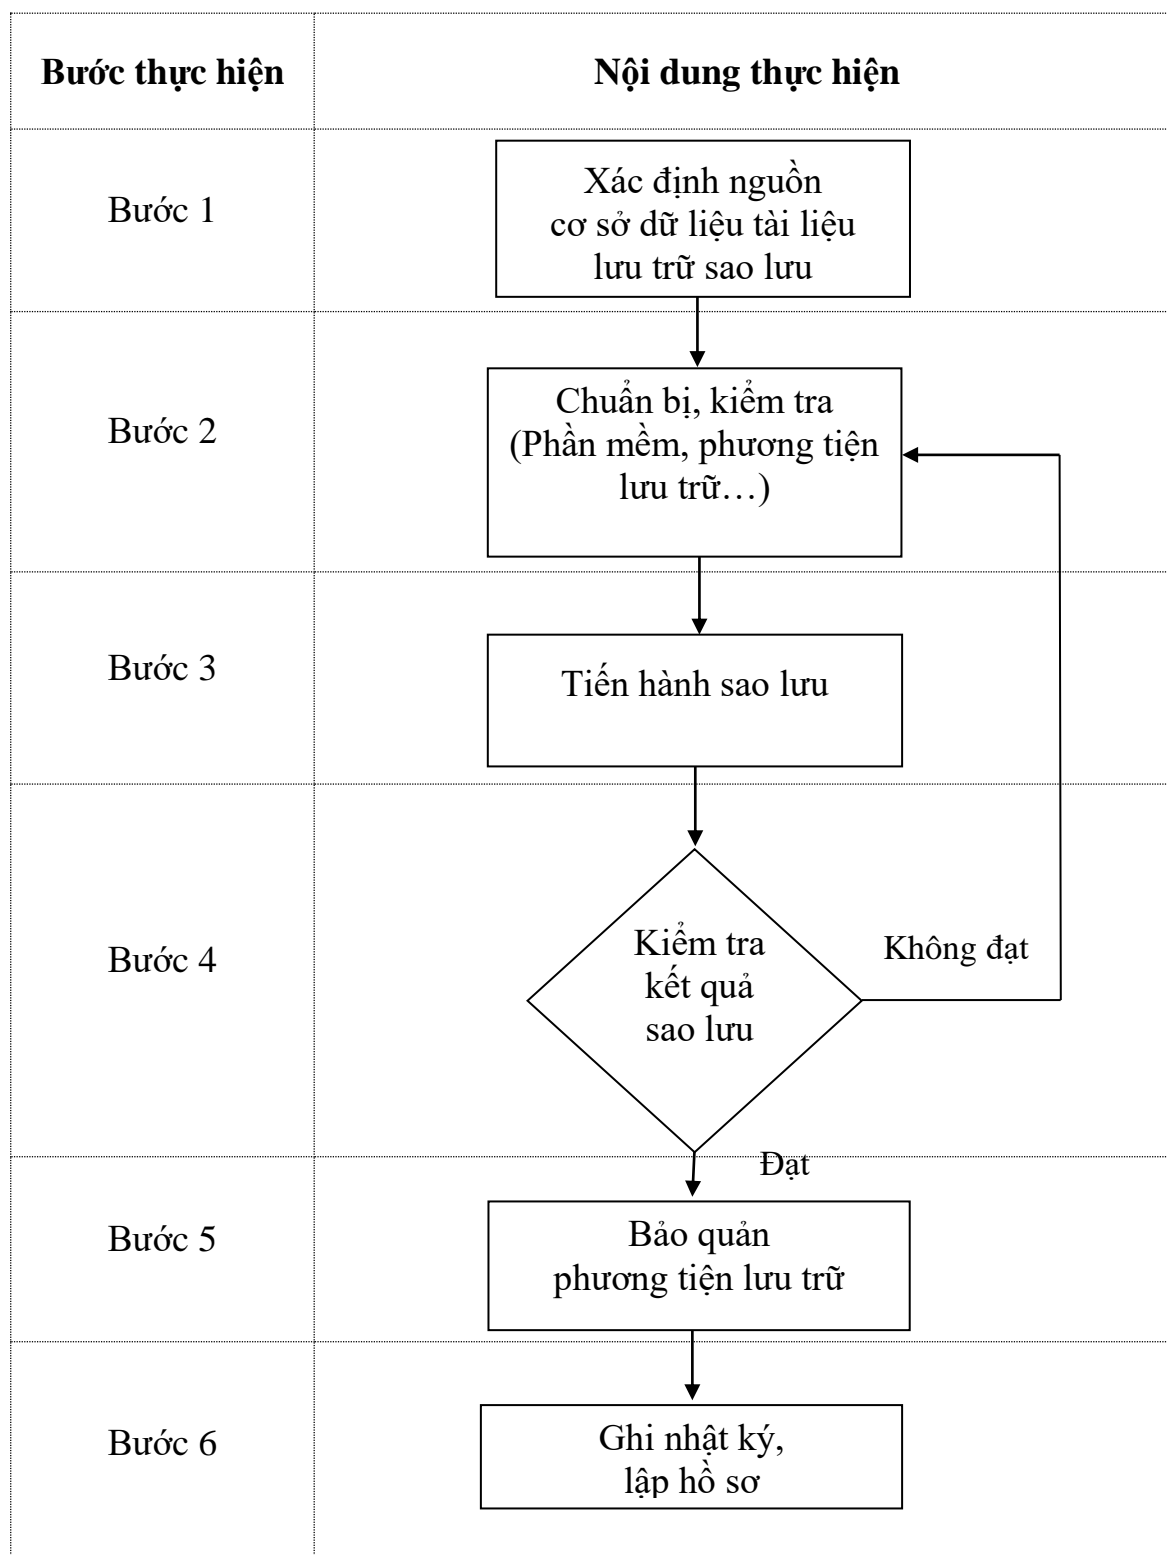 Bước thực hiện
Nội dung thực hiện
Bước 1
Xác định nguồn
cơ sở dữ liệu tài liệu
lưu trữ sao lưu
Bước 2
Chuẩn bị, kiểm tra
(Phần mềm, phương tiện
lưu trữ…)
Bước 3
Tiến hành sao lưu
Bước 4
Kiểm tra
kết quả
sao lưu
Không đạt
Đạt
Bước 5
Bảo quản
phương tiện lưu trữ
Bước 6
Ghi nhật ký,
lập hồ sơ